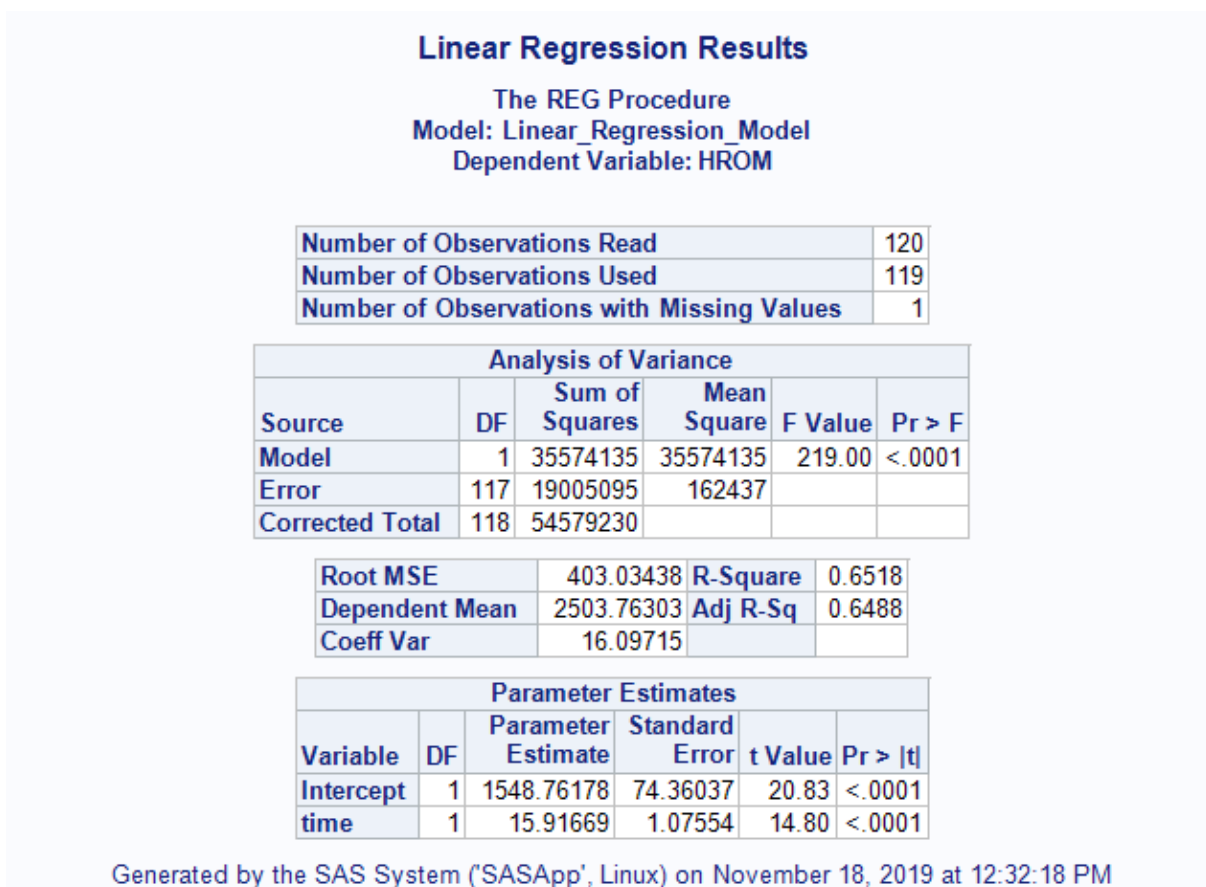 Linear Regression Results
The REG Procedure
Model: Linear_Regression_Model
Dependent Variable: HROM
Number of Observations Read 120
Number of Observations Used 119
Number of Observations with Missing Values 1
Analysis of Variance
Source DF Sum of Squares Mean Square F Value Pr > F
Model 1 35574135 35574135 219.00 <.0001
Error 117 19005095 162437
Corrected Total 118 54579230
Root MSE 403.03438 R-Square 0.6518
Dependent Mean 2503.76303 Adj R-Sq 0.6488
Coeff Var 16.09715
Parameter Estimates
Variable DF Parameter Estimate Standard Error t Value Pr > |t|
Intercept 1 1548.76178 74.36037 20.83 <.0001
time 1 15.91669 1.07554 14.80 <.0001
Generated by the SAS System ('SASApp', Linux) on November 18, 2019 at 12:32:18 PM